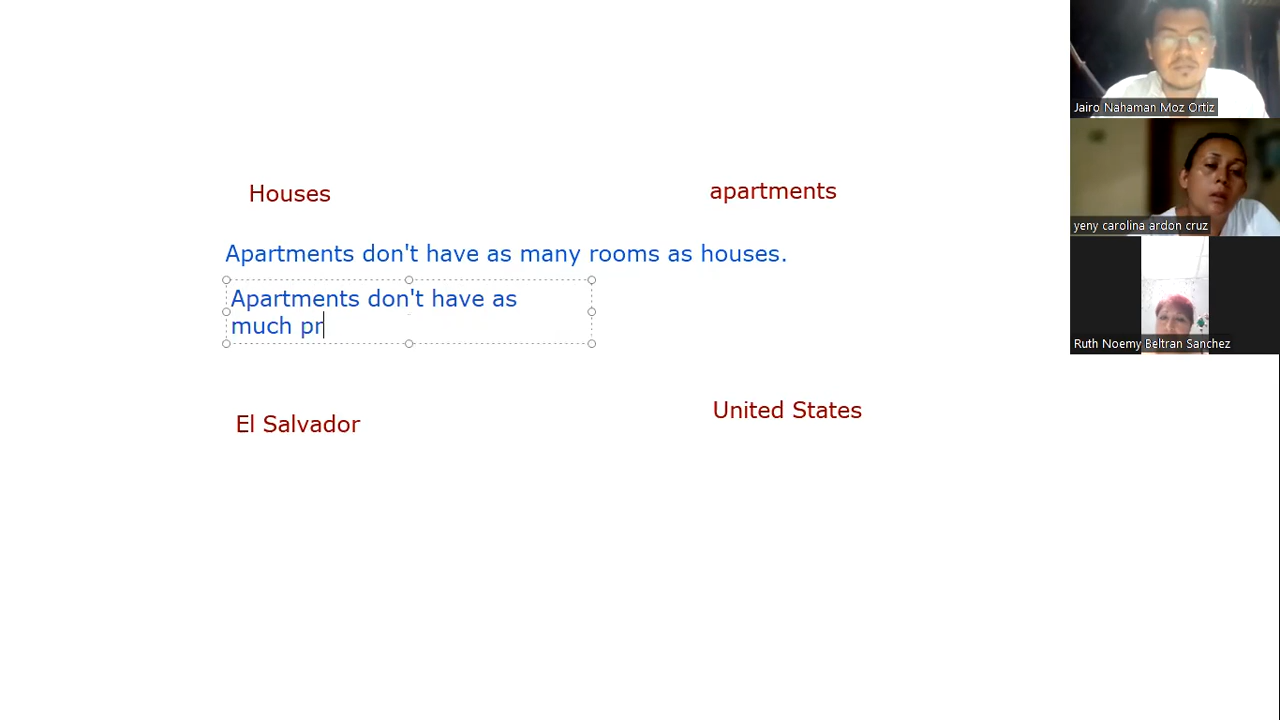 Houses
apartments
Apartments don't have as many rooms as houses.
Apartments don't have as
much pr
El Salvador
United States
Jairo Nahaman Moz Ortiz
yeny carolina ardon cruz
Ruth Noemy Beltran Sanchez